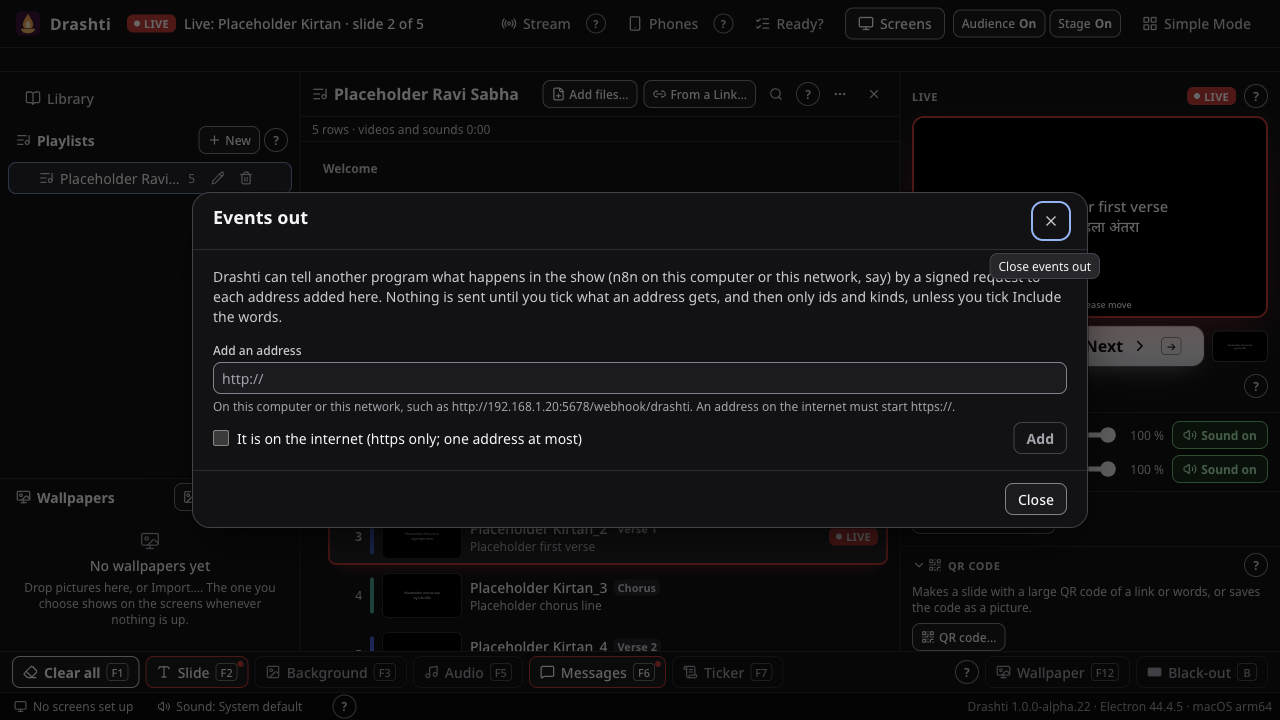 Drashti
LIVE
Live: Placeholder Kirtan · slide 2 of 5
Stream
?
Phones
?
Ready?
Screens
Audience On
Stage On
Simple Mode
Library
Playlists
New
?
Placeholder Ravi...
5
Placeholder Ravi Sabha
Add files...
From a Link...
?
5 rows · videos and sounds 0:00
Welcome
LIVE
LIVE
?
r first verse
ला अंतरा
ease move
Next
?
100 %
Sound on
100 %
Sound on
Events out
Close events out
Drashti can tell another program what happens in the show (n8n on this computer or this network, say) by a signed request to
each address added here. Nothing is sent until you tick what an address gets, and then only ids and kinds, unless you tick Include
the words.
Add an address
http://
On this computer or this network, such as http://192.168.1.20:5678/webhook/drashti. An address on the internet must start https://.
It is on the internet (https only; one address at most)
Add
Close
Wallpapers
No wallpapers yet
Drop pictures here, or Import.... The one you
choose shows on the screens whenever
nothing is up.
3
Placeholder Kirtan_2
Verse 1
Placeholder first verse
LIVE
4
Placeholder Kirtan_3
Chorus
Placeholder chorus line
Placeholder Kirtan_4
Verse 2
QR CODE
?
Makes a slide with a large QR code of a link or words, or saves
the code as a picture.
QR code...
Clear all
F1
Slide
F2
Background
F3
Audio
F5
Messages
F6
Ticker
F7
?
Wallpaper
F12
Black-out
B
No screens set up
Sound: System default
?
Drashti 1.0.0-alpha.22 · Electron 44.4.5 · macOS arm64